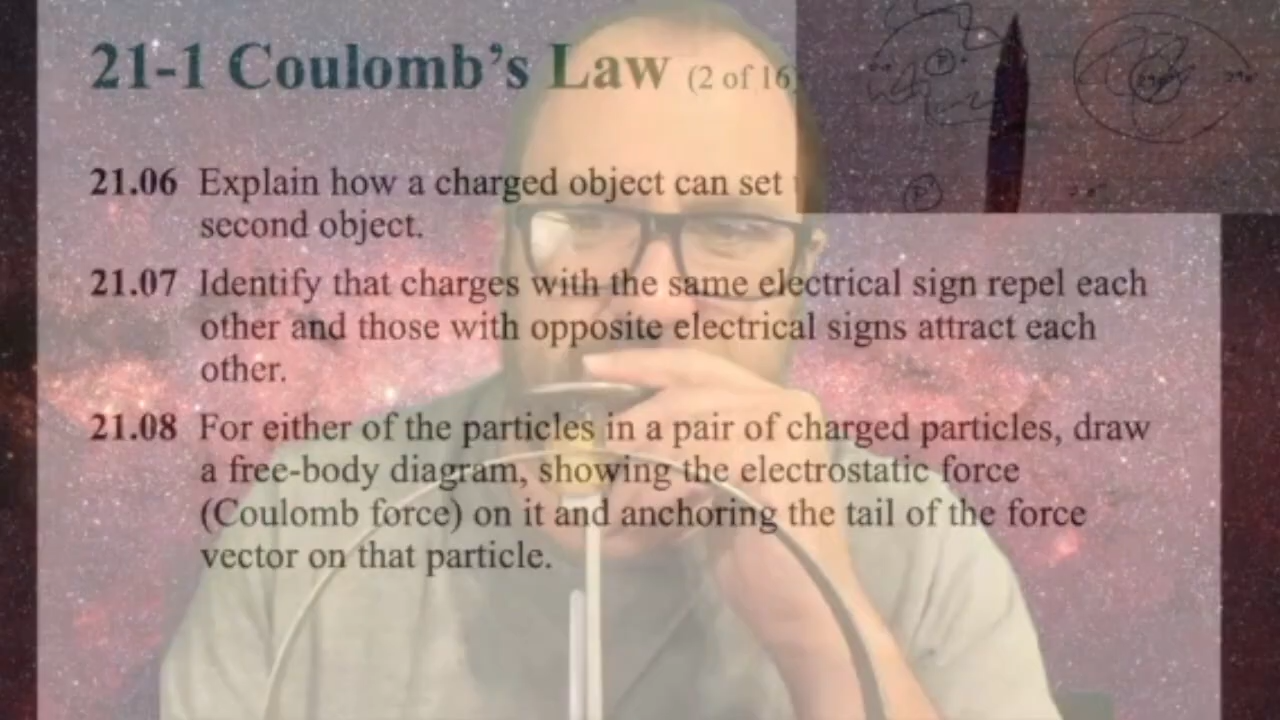 21-1 Coulomb's Law (2 of 16
21.06 Explain how a charged object can set
second object.
21.07 Identify that charges with the same electrical sign repel each
other and those with opposite electrical signs attract each
other.
21.08 For either of the particles in a pair of charged particles, draw
a free-body diagram, showing the electrostatic force
(Coulomb force) on it and anchoring the tail of the force
vector on that particle.